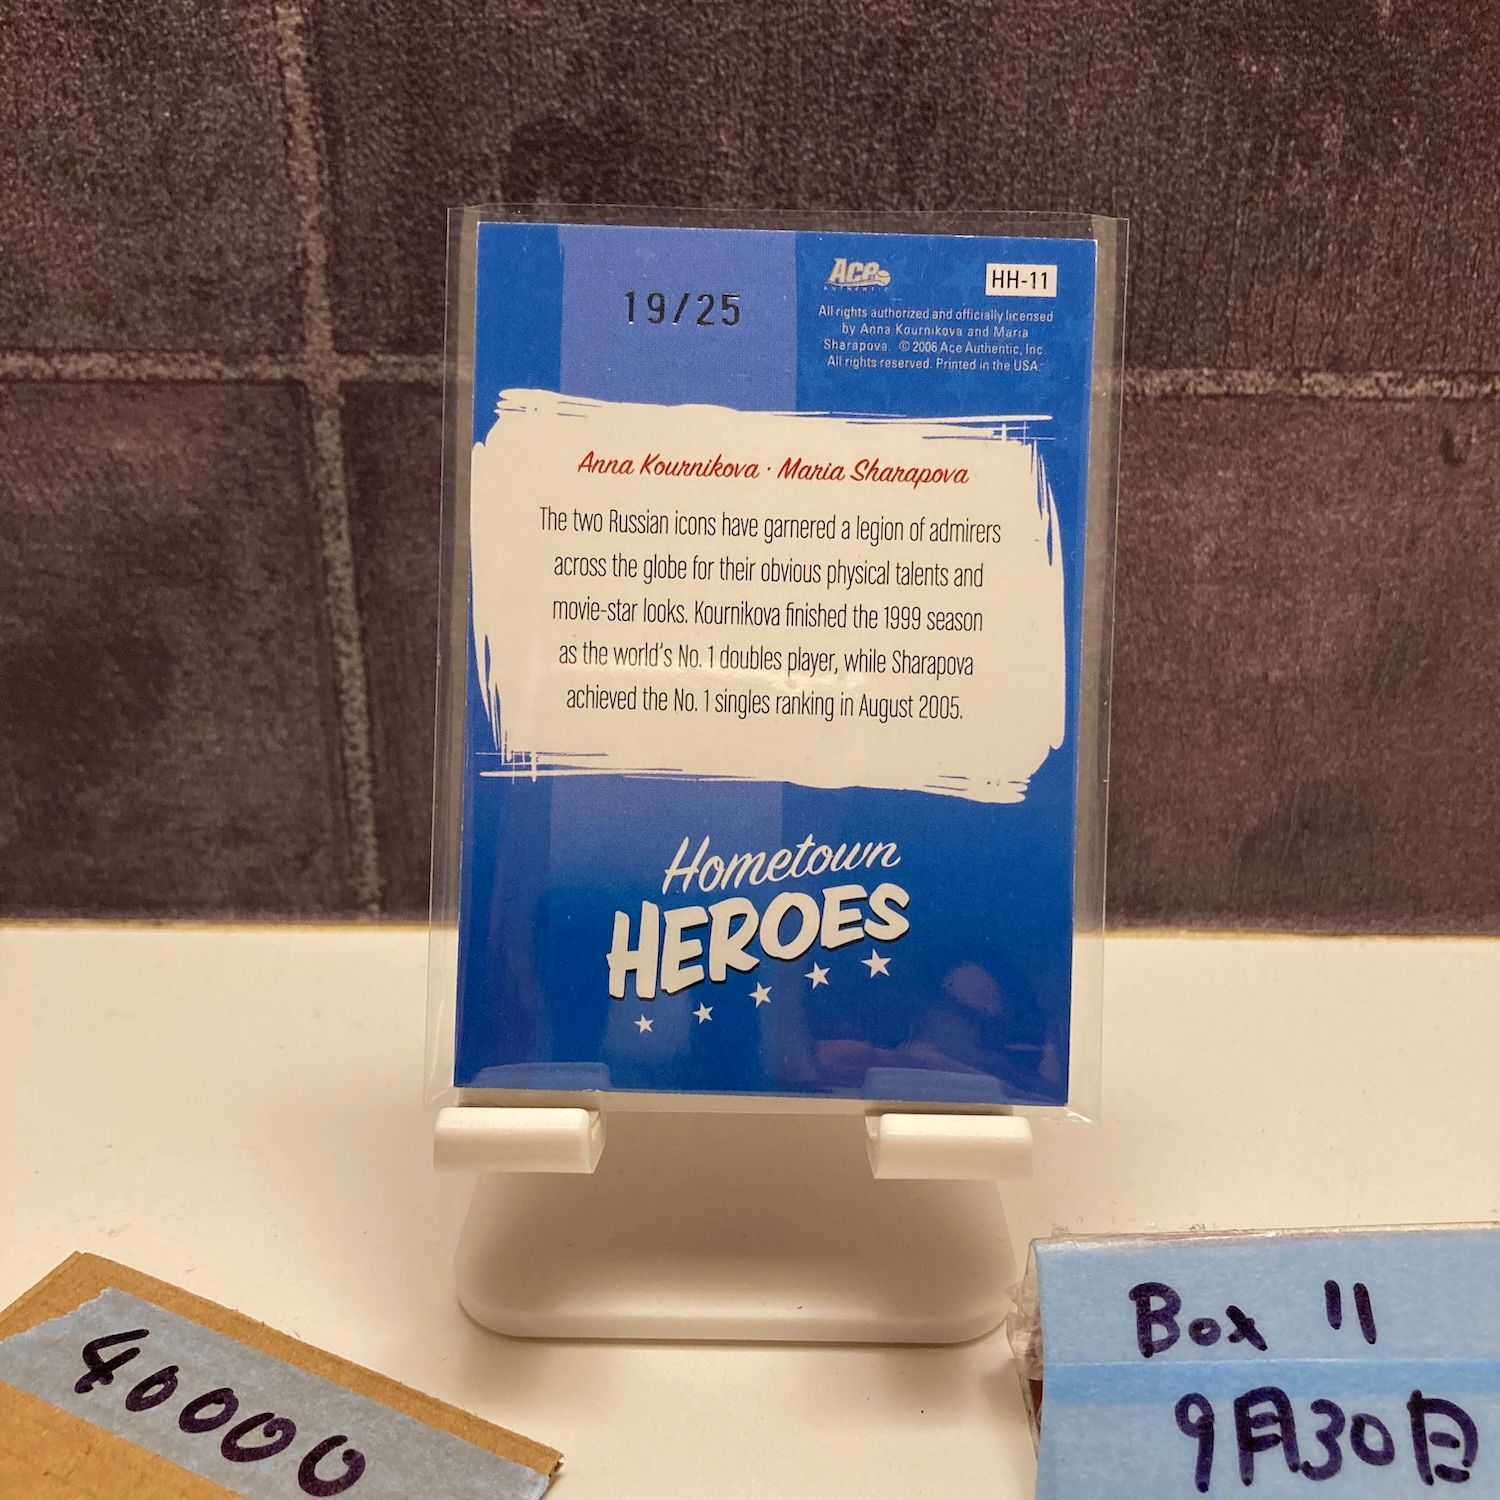 19/25
Ace
AUTHENTIC
HH-11
All rights authorized and officially licensed
by Anna Kournikova and Maria
Sharapova. © 2006 Ace Authentic, Inc.
All rights reserved. Printed in the USA.
Anna Kournikova · Maria Sharapova
The two Russian icons have garnered a legion of admirers
across the globe for their obvious physical talents and
movie-star looks. Kournikova finished the 1999 season
as the world's No. 1 doubles player, while Sharapova
achieved the No. 1 singles ranking in August 2005.
Hometown
HEROES
40000
Box 11
9月30日